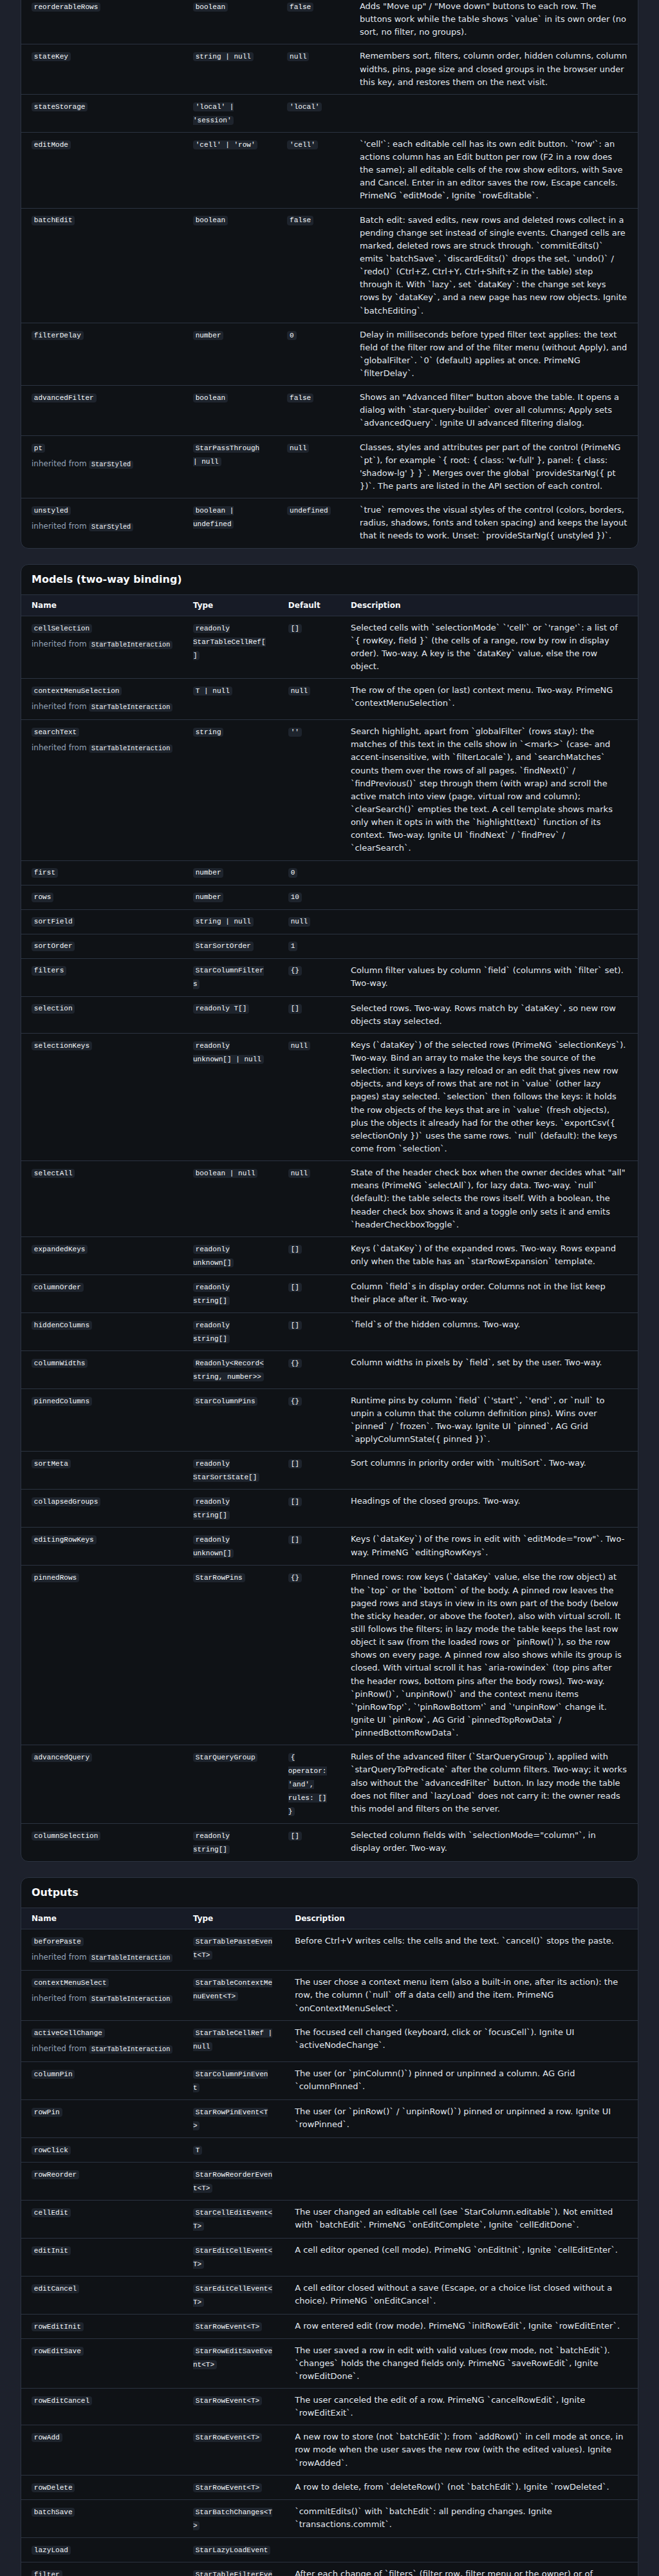 reorderableRows boolean false Adds "Move up" / "Move down" buttons to each row. The
buttons work while the table shows `value` in its own order (no
sort, no filter, no groups).
stateKey string | null null Remembers sort, filters, column order, hidden columns, column
widths, pins, page size and closed groups in the browser under
this key, and restores them on the next visit.
stateStorage 'local' | 'local'
'session'
editMode 'cell' | 'row' 'cell' `'cell'`: each editable cell has its own edit button. `'row'`: an
actions column has an Edit button per row (F2 in a row does
the same); all editable cells of the row show editors, with Save
and Cancel. Enter in an editor saves the row, Escape cancels.
PrimeNG `editMode`, Ignite `rowEditable`.
batchEdit boolean false Batch edit: saved edits, new rows and deleted rows collect in a
pending change set instead of single events. Changed cells are
marked, deleted rows are struck through. `commitEdits()`
emits `batchSave`, `discardEdits()` drops the set, `undo()` /
`redo()` (Ctrl+Z, Ctrl+Y, Ctrl+Shift+Z in the table) step
through it. With `lazy`, set `dataKey`: the change set keys
rows by `dataKey`, and a new page has new row objects. Ignite
`batchEditing`.
filterDelay number 0 Delay in milliseconds before typed filter text applies: the text
field of the filter row and of the filter menu (without Apply), and
`globalFilter`. `0` (default) applies at once. PrimeNG
`filterDelay`.
advancedFilter boolean false Shows an "Advanced filter" button above the table. It opens a
dialog with `star-query-builder` over all columns; Apply sets
`advancedQuery`. Ignite UI advanced filtering dialog.
pt StarPassThrough null Classes, styles and attributes per part of the control (PrimeNG
inherited from StarStyled | null `pt`), for example `{ root: { class: 'w-full' }, panel: { class:
'shadow-lg' } }`. Merges over the global `provideStarNg({ pt
})`. The parts are listed in the API section of each control.
unstyled boolean | undefined `true` removes the visual styles of the control (colors, borders,
inherited from StarStyled undefined radius, shadows, fonts and token spacing) and keeps the layout
that it needs to work. Unset: `provideStarNg({ unstyled })`.
Models (two-way binding)
Name Type Default Description
cellSelection readonly [] Selected cells with `selectionMode` `'cell'` or `'range'`: a list of
inherited from StarTableInteraction StarTableCellRef[ `{ rowKey, field }` (the cells of a range, row by row in display
] order). Two-way. A key is the `dataKey` value, else the row
object.
contextMenuSelection T | null null The row of the open (or last) context menu. Two-way. PrimeNG
inherited from StarTableInteraction `contextMenuSelection`.
searchText string '' Search highlight, apart from `globalFilter` (rows stay): the
inherited from StarTableInteraction matches of this text in the cells show in `<mark>` (case- and
accent-insensitive, with `filterLocale`), and `searchMatches`
counts them over the rows of all pages. `findNext()` /
`findPrevious()` step through them (with wrap) and scroll the
active match into view (page, virtual row and column);
`clearSearch()` empties the text. A cell template shows marks
only when it opts in with the `highlight(text)` function of its
context. Two-way. Ignite UI `findNext` / `findPrev` /
`clearSearch`.
first number 0
rows number 10
sortField string | null null
sortOrder StarSortOrder 1
filters StarColumnFilter {} Column filter values by column `field` (columns with `filter` set).
s Two-way.
selection readonly T[] [] Selected rows. Two-way. Rows match by `dataKey`, so new row
objects stay selected.
selectionKeys readonly null Keys (`dataKey`) of the selected rows (PrimeNG `selectionKeys`).
unknown[] | null Two-way. Bind an array to make the keys the source of the
selection: it survives a lazy reload or an edit that gives new row
objects, and keys of rows that are not in `value` (other lazy
pages) stay selected. `selection` then follows the keys: it holds
the row objects of the keys that are in `value` (fresh objects),
plus the objects it already had for the other keys. `exportCsv({
selectionOnly })` uses the same rows. `null` (default): the keys
come from `selection`.
selectAll boolean | null null State of the header check box when the owner decides what "all"
means (PrimeNG `selectAll`), for lazy data. Two-way. `null`
(default): the table selects the rows itself. With a boolean, the
header check box shows it and a toggle only sets it and emits
`headerCheckboxToggle`.
expandedKeys readonly [] Keys (`dataKey`) of the expanded rows. Two-way. Rows expand
unknown[] only when the table has an `starRowExpansion` template.
columnOrder readonly [] Column `field`s in display order. Columns not in the list keep
string[] their place after it. Two-way.
hiddenColumns readonly [] `field`s of the hidden columns. Two-way.
string[]
columnWidths Readonly<Record< {} Column widths in pixels by `field`, set by the user. Two-way.
string, number>>
pinnedColumns StarColumnPins {} Runtime pins by column `field` (`'start'`, `'end'`, or `null` to
unpin a column that the column definition pins). Wins over
`pinned` / `frozen`. Two-way. Ignite UI `pinned`, AG Grid
`applyColumnState({ pinned })`.
sortMeta readonly [] Sort columns in priority order with `multiSort`. Two-way.
StarSortState[]
collapsedGroups readonly [] Headings of the closed groups. Two-way.
string[]
editingRowKeys readonly [] Keys (`dataKey`) of the rows in edit with `editMode="row"`. Two-
unknown[] way. PrimeNG `editingRowKeys`.
pinnedRows StarRowPins {} Pinned rows: row keys (`dataKey` value, else the row object) at
the `top` or the `bottom` of the body. A pinned row leaves the
paged rows and stays in view in its own part of the body (below
the sticky header, or above the footer), also with virtual scroll. It
still follows the filters; in lazy mode the table keeps the last row
object it saw (from the loaded rows or `pinRow()`), so the row
shows on every page. A pinned row also shows while its group is
closed. With virtual scroll it has `aria-rowindex` (top pins after
the header rows, bottom pins after the body rows). Two-way.
`pinRow()`, `unpinRow()` and the context menu items
`'pinRowTop'`, `'pinRowBottom'` and `'unpinRow'` change it.
Ignite UI `pinRow`, AG Grid `pinnedTopRowData` /
`pinnedBottomRowData`.
advancedQuery StarQueryGroup { Rules of the advanced filter (`StarQueryGroup`), applied with
operator: `starQueryToPredicate` after the column filters. Two-way; it works
'and', also without the `advancedFilter` button. In lazy mode the table
rules: [] does not filter and `lazyLoad` does not carry it: the owner reads
} this model and filters on the server.
columnSelection readonly [] Selected column fields with `selectionMode="column"`, in
string[] display order. Two-way.
Outputs
Name Type Description
beforePaste StarTablePasteEven Before Ctrl+V writes cells: the cells and the text. `cancel()` stops the paste.
inherited from StarTableInteraction t<T>
contextMenuSelect StarTableContextMe The user chose a context menu item (also a built-in one, after its action): the
inherited from StarTableInteraction nuEvent<T> row, the column (`null` off a data cell) and the item. PrimeNG
`onContextMenuSelect`.
activeCellChange StarTableCellRef | The focused cell changed (keyboard, click or `focusCell`). Ignite UI
inherited from StarTableInteraction null `activeNodeChange`.
columnPin StarColumnPinEven The user (or `pinColumn()`) pinned or unpinned a column. AG Grid
t `columnPinned`.
rowPin StarRowPinEvent<T The user (or `pinRow()` / `unpinRow()`) pinned or unpinned a row. Ignite UI
> `rowPinned`.
rowClick T
rowReorder StarRowReorderEven
t<T>
cellEdit StarCellEditEvent< The user changed an editable cell (see `StarColumn.editable`). Not emitted
T> with `batchEdit`. PrimeNG `onEditComplete`, Ignite `cellEditDone`.
editInit StarEditCellEvent< A cell editor opened (cell mode). PrimeNG `onEditInit`, Ignite `cellEditEnter`.
T>
editCancel StarEditCellEvent< A cell editor closed without a save (Escape, or a choice list closed without a
T> choice). PrimeNG `onEditCancel`.
rowEditInit StarRowEvent<T> A row entered edit (row mode). PrimeNG `initRowEdit`, Ignite `rowEditEnter`.
rowEditSave StarRowEditSaveEve The user saved a row in edit with valid values (row mode, not `batchEdit`).
nt<T> `changes` holds the changed fields only. PrimeNG `saveRowEdit`, Ignite
`rowEditDone`.
rowEditCancel StarRowEvent<T> The user canceled the edit of a row. PrimeNG `cancelRowEdit`, Ignite
`rowEditExit`.
rowAdd StarRowEvent<T> A new row to store (not `batchEdit`): from `addRow()` in cell mode at once, in
row mode when the user saves the new row (with the edited values). Ignite
`rowAdded`.
rowDelete StarRowEvent<T> A row to delete, from `deleteRow()` (not `batchEdit`). Ignite `rowDeleted`.
batchSave StarBatchChanges<T `commitEdits()` with `batchEdit`: all pending changes. Ignite
> `transactions.commit`.
lazyLoad StarLazyLoadEvent
filter StarTableFilterEve After each change of `filters` (filter row, filter menu or the owner) or of